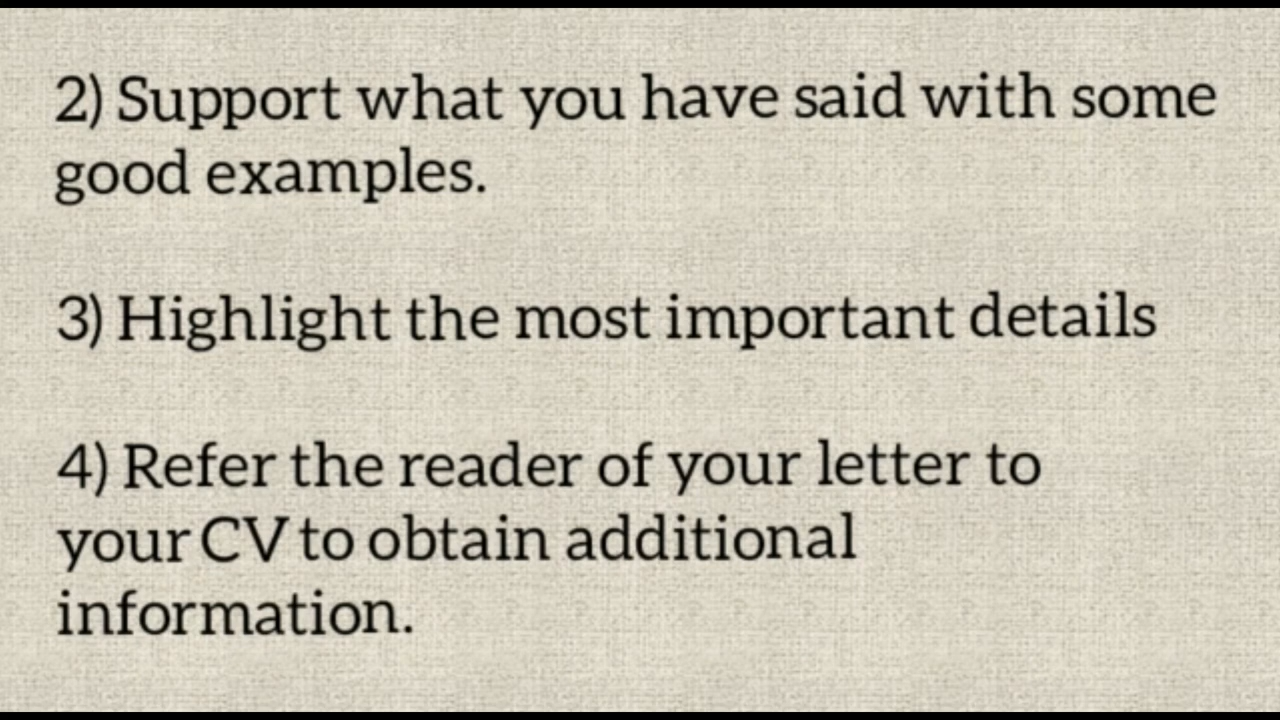 2) Support what you have said with some
good examples.
3) Highlight the most important details
4) Refer the reader of your letter to
your CV to obtain additional
information.